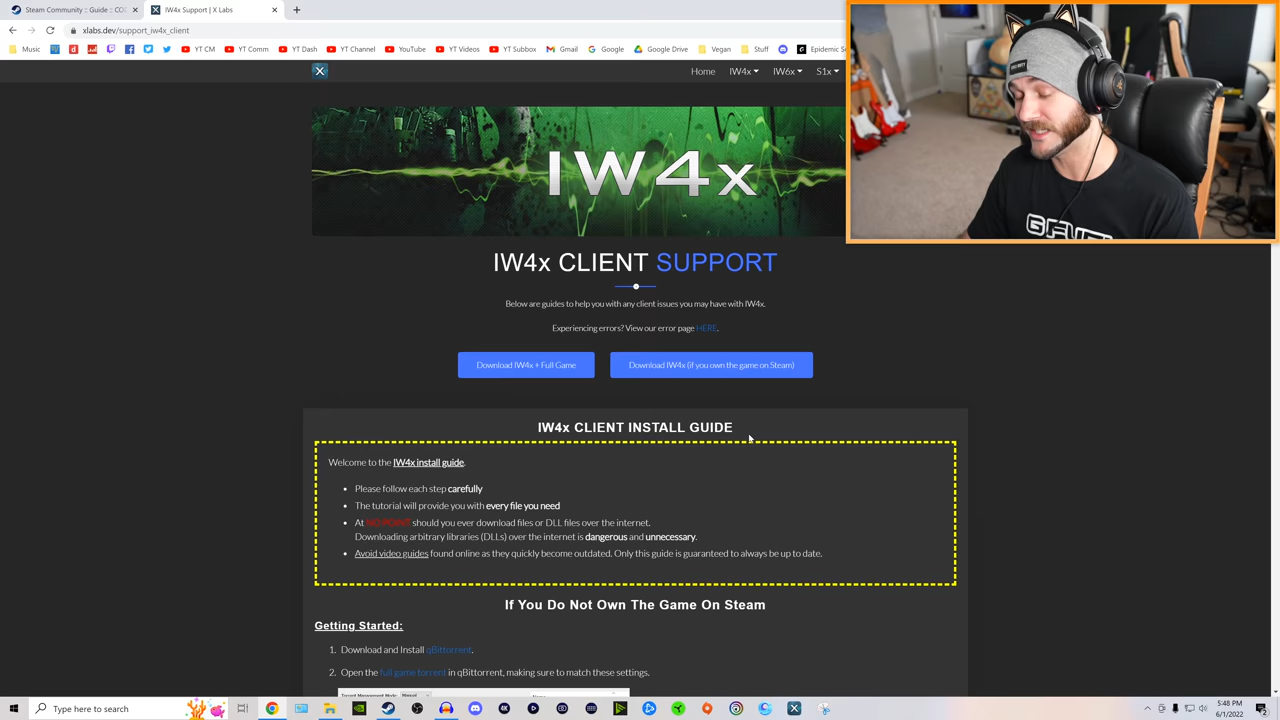 Steam Community :: Guide :: COD
IW4x Support | X Labs
xlabs.dev/support_iw4x_client
Music
YT CM
YT Comm
YT Dash
YT Channel
YouTube
YT Videos
YT Subbox
Gmail
Google
Google Drive
Vegan
Stuff
Epidemic So
Home
IW4x
IW6x
S1x
IW4x
G FUEL
IW4x CLIENT SUPPORT
Below are guides to help you with any client issues you may have with IW4x.
Experiencing errors? View our error page HERE.
Download IW4x + Full Game
Download IW4x (if you own the game on Steam)
IW4x CLIENT INSTALL GUIDE
Welcome to the IW4x install guide.
• Please follow each step carefully
• The tutorial will provide you with every file you need
• At NO POINT should you ever download files or DLL files over the internet.
Downloading arbitrary libraries (DLLs) over the internet is dangerous and unnecessary.
• Avoid video guides found online as they quickly become outdated. Only this guide is guaranteed to always be up to date.
If You Do Not Own The Game On Steam
Getting Started:
1. Download and Install qBittorrent.
2. Open the full game torrent in qBittorrent, making sure to match these settings.
Type here to search
5:48 PM
6/1/2022